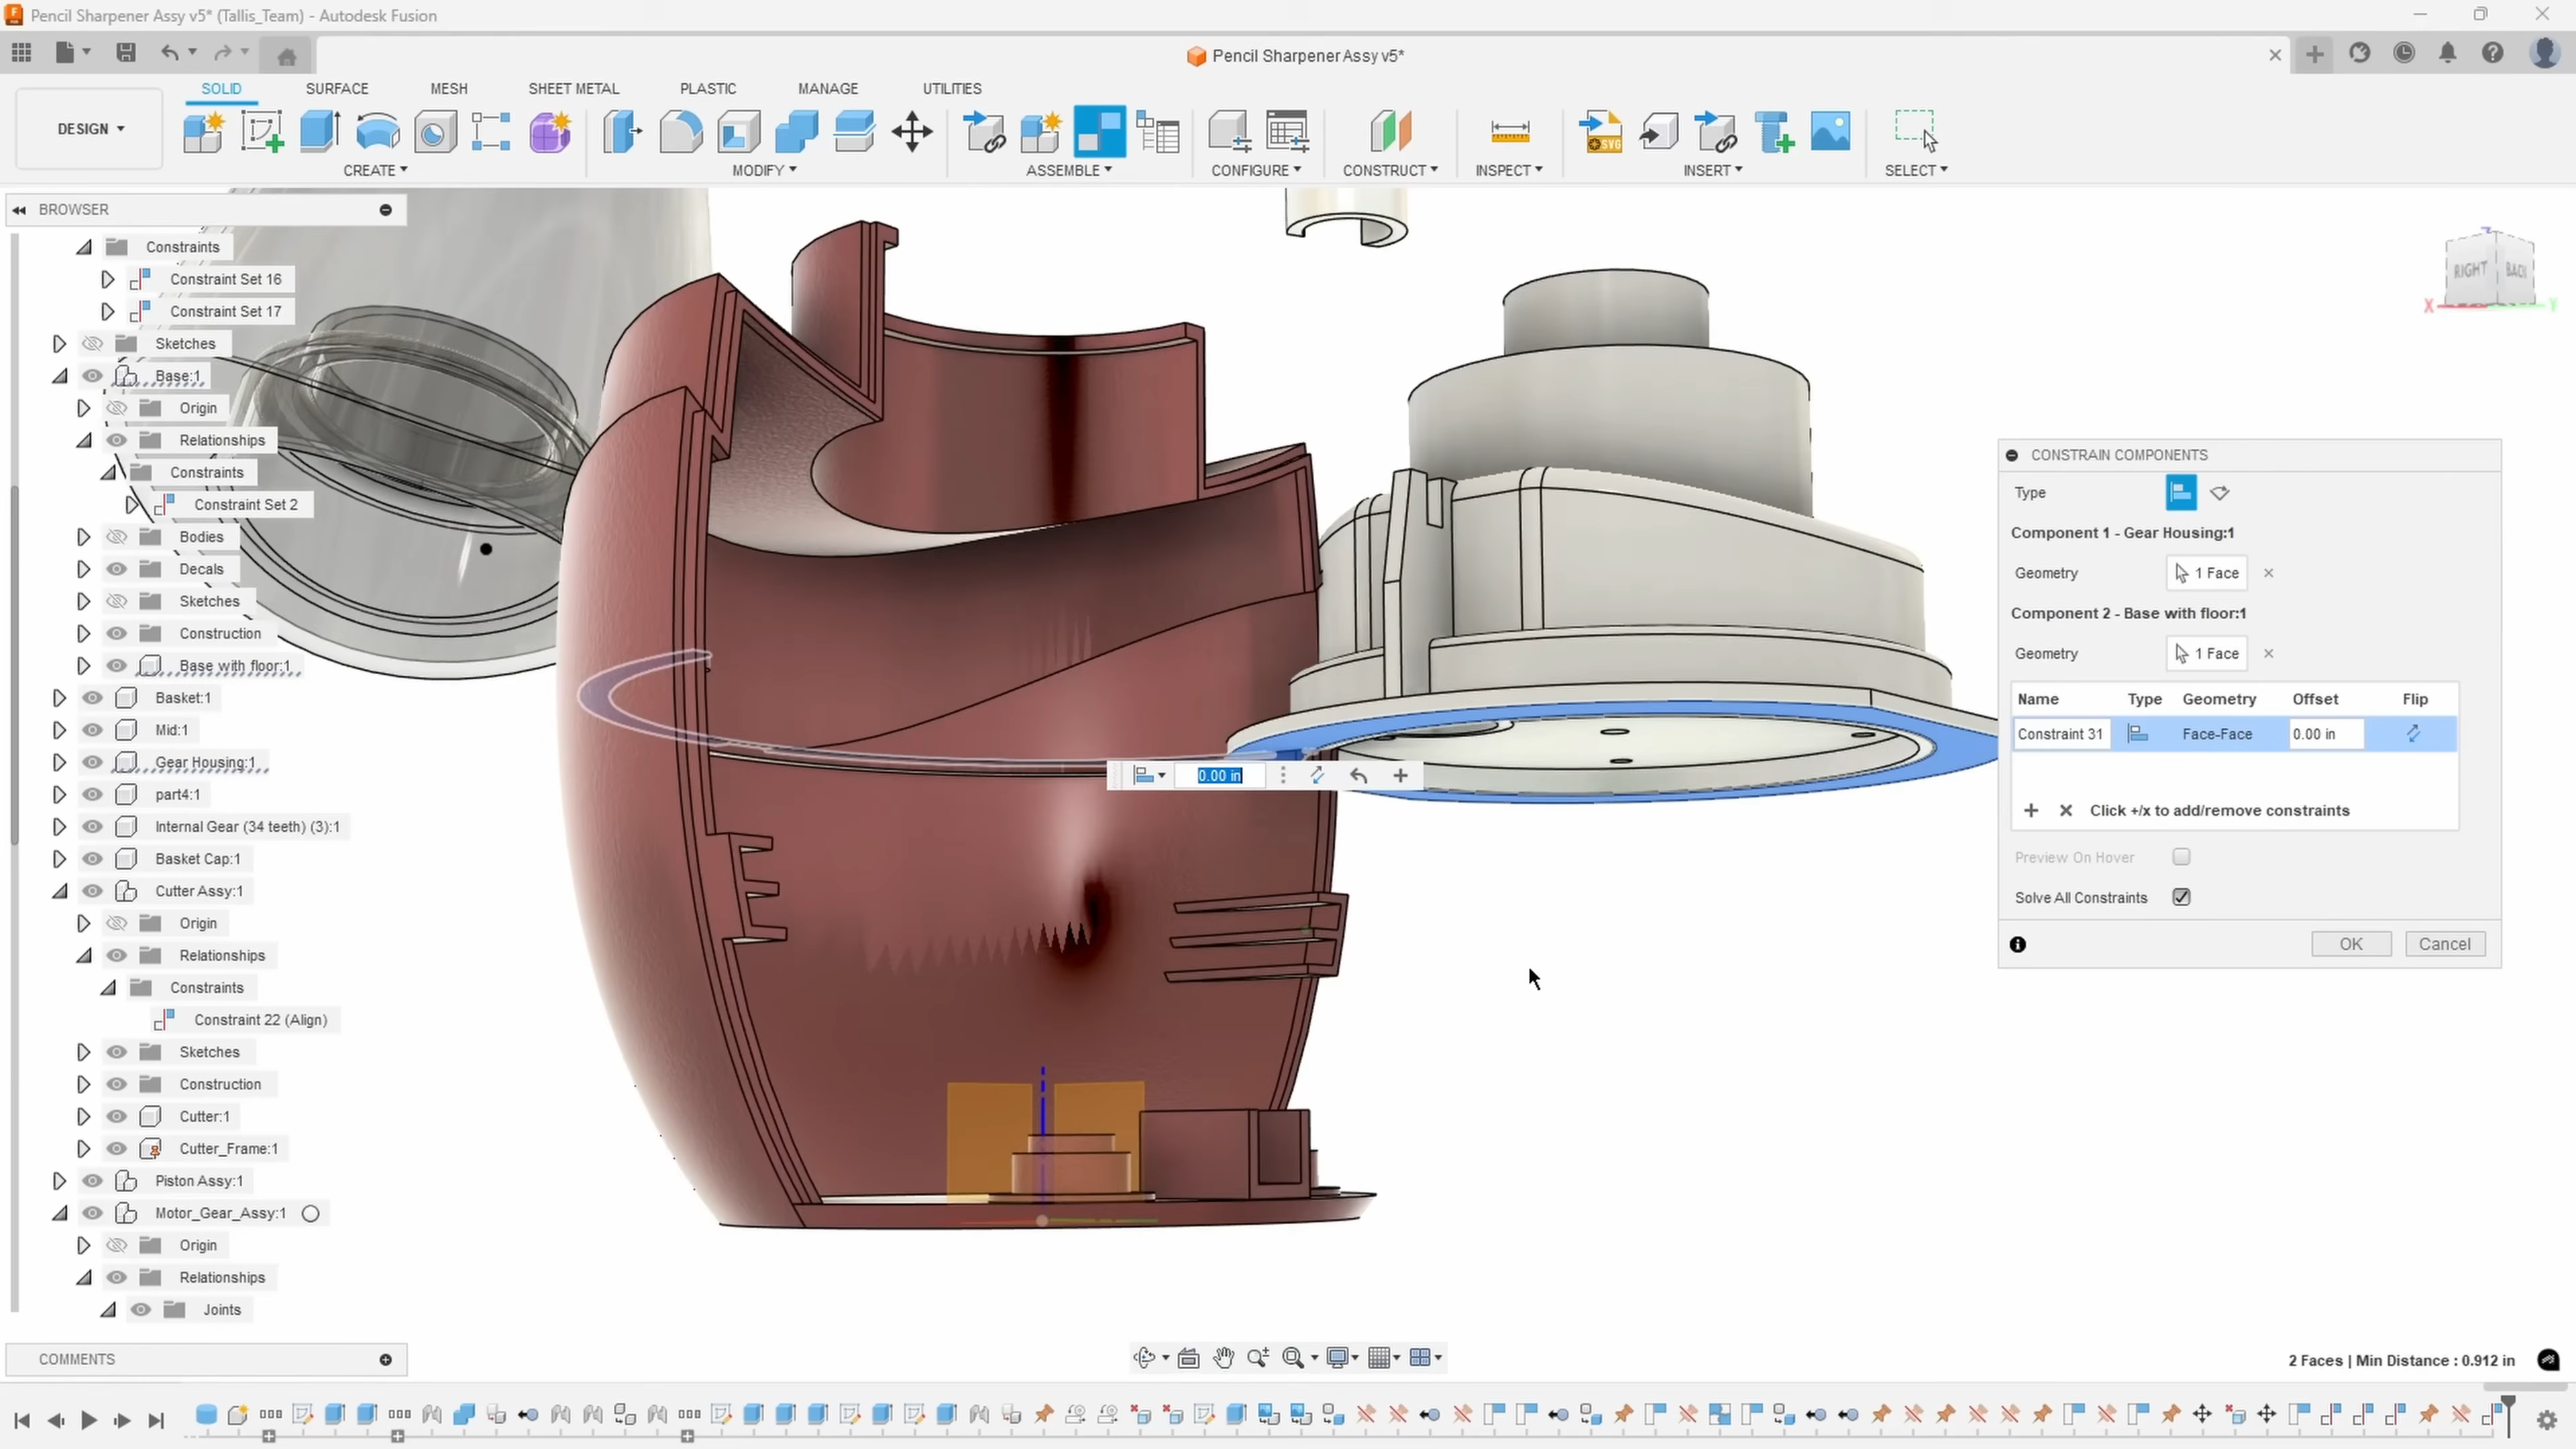 Pencil Sharpener Assy v5* (Tallis_Team) - Autodesk Fusion
Pencil Sharpener Assy v5*
SOLID SURFACE MESH SHEET METAL PLASTIC MANAGE UTILITIES
DESIGN
CREATE MODIFY ASSEMBLE CONFIGURE CONSTRUCT INSPECT INSERT SELECT
SVG
BROWSER
Constraints
Constraint Set 16
Constraint Set 17
Sketches
Base:1
Origin
Relationships
Constraints
Constraint Set 2
Bodies
Decals
Sketches
Construction
Base with floor:1
Basket:1
Mid:1
Gear Housing:1
part4:1
Internal Gear (34 teeth) (3):1
Basket Cap:1
Cutter Assy:1
Origin
Relationships
Constraints
Constraint 22 (Align)
Sketches
Construction
Cutter:1
Cutter_Frame:1
Piston Assy:1
Motor_Gear_Assy:1
Origin
Relationships
Joints
COMMENTS
Z
RIGHT BACK
X Y
0.00 in
CONSTRAIN COMPONENTS
Type
Component 1 - Gear Housing:1
Geometry 1 Face
Component 2 - Base with floor:1
Geometry 1 Face
Name Type Geometry Offset Flip
Constraint 31 Face-Face 0.00 in
Click +/x to add/remove constraints
Preview On Hover
Solve All Constraints
OK Cancel
2 Faces | Min Distance : 0.912 in